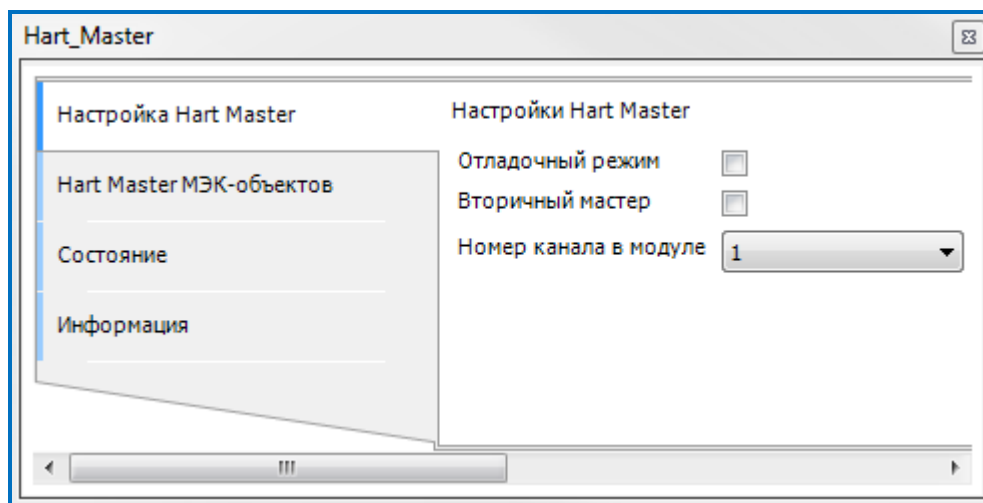 Hart_Master
Настройка Hart Master
Hart Master МЭК-объектов
Состояние
Информация
Настройки Hart Master
Отладочный режим
Вторичный мастер
Номер канала в модуле 1